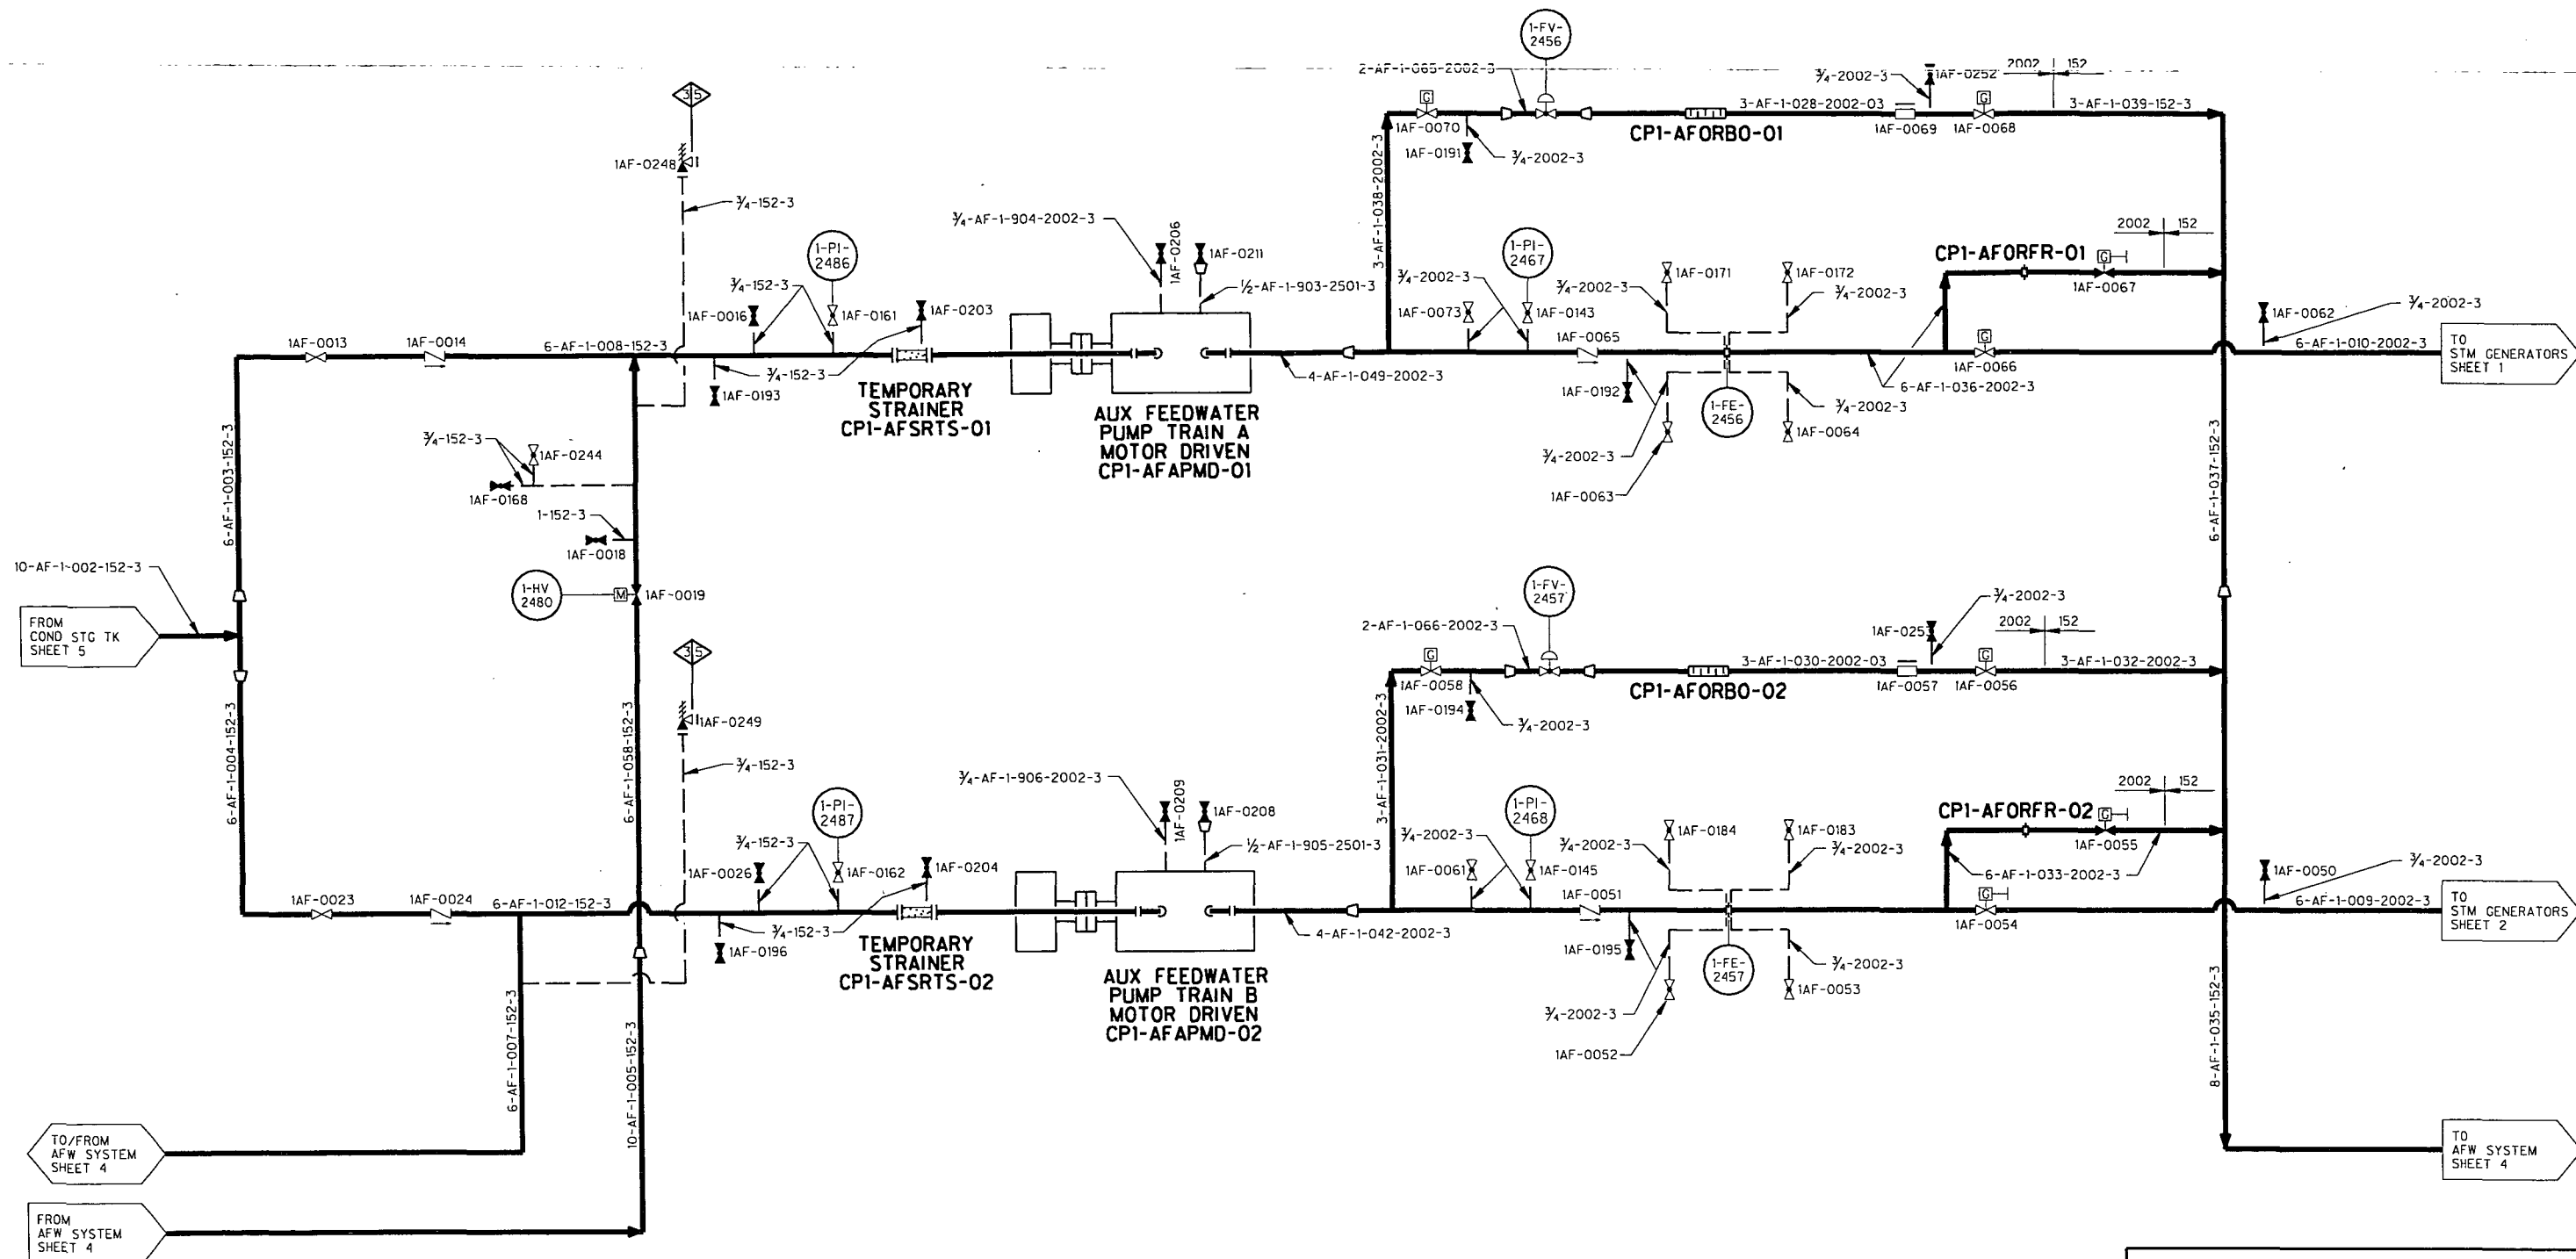 1-FV-
2456
2-AF-1-065-2002-3
3/4-2002-3
1AF-0252
2002
152
G
G
1AF-0070
3-AF-1-028-2002-03
3-AF-1-039-152-3
CP1-AFORBO-01
1AF-0069
1AF-0068
1AF-0191
3/4-2002-3
3-AF-1-038-2002-3
3 5
1AF-0248
3/4-152-3
3/4-AF-1-904-2002-3
1AF-0206
1AF-0211
1/2-AF-1-903-2501-3
1-PI-
2486
3/4-152-3
1AF-0016
1AF-0161
1AF-0203
1-PI-
2467
3/4-2002-3
1AF-0073
1AF-0143
1AF-0065
1AF-0171
3/4-2002-3
1AF-0172
3/4-2002-3
CP1-AFORFR-01
G
2002
152
1AF-0067
1AF-0062
3/4-2002-3
1AF-0013
1AF-0014
6-AF-1-008-152-3
3/4-152-3
1AF-0193
TEMPORARY
STRAINER
CP1-AFSRTS-01
AUX FEEDWATER
PUMP TRAIN A
MOTOR DRIVEN
CP1-AFAPMD-01
4-AF-1-049-2002-3
1AF-0192
3/4-2002-3
1AF-0063
1-FE-
2456
3/4-2002-3
1AF-0064
G
1AF-0066
6-AF-1-036-2002-3
6-AF-1-010-2002-3
TO
STM GENERATORS
SHEET 1
6-AF-1-003-152-3
3/4-152-3
1AF-0244
1AF-0168
1-152-3
1AF-0018
1-HV
2480
M
1AF-0019
6-AF-1-037-152-3
10-AF-1-002-152-3
FROM
COND STG TK
SHEET 5
6-AF-1-004-152-3
6-AF-1-058-152-3
3 5
1AF-0249
3/4-152-3
1-FV-
2457
2-AF-1-066-2002-3
3/4-2002-3
1AF-0253
2002
152
G
G
1AF-0058
3-AF-1-030-2002-03
3-AF-1-032-2002-3
CP1-AFORBO-02
1AF-0057
1AF-0056
1AF-0194
3/4-2002-3
3-AF-1-031-2002-3
3/4-AF-1-906-2002-3
1AF-0209
1AF-0208
1/2-AF-1-905-2501-3
1-PI-
2487
3/4-152-3
1AF-0026
1AF-0162
1AF-0204
1-PI-
2468
3/4-2002-3
1AF-0061
1AF-0145
1AF-0051
1AF-0184
3/4-2002-3
1AF-0183
3/4-2002-3
CP1-AFORFR-02
G
2002
152
1AF-0055
6-AF-1-033-2002-3
1AF-0050
3/4-2002-3
1AF-0023
1AF-0024
6-AF-1-012-152-3
3/4-152-3
1AF-0196
TEMPORARY
STRAINER
CP1-AFSRTS-02
AUX FEEDWATER
PUMP TRAIN B
MOTOR DRIVEN
CP1-AFAPMD-02
4-AF-1-042-2002-3
1AF-0195
3/4-2002-3
1AF-0052
1-FE-
2457
3/4-2002-3
1AF-0053
G
1AF-0054
6-AF-1-009-2002-3
TO
STM GENERATORS
SHEET 2
6-AF-1-007-152-3
10-AF-1-005-152-3
8-AF-1-035-152-3
TO/FROM
AFW SYSTEM
SHEET 4
TO
AFW SYSTEM
SHEET 4
FROM
AFW SYSTEM
SHEET 4